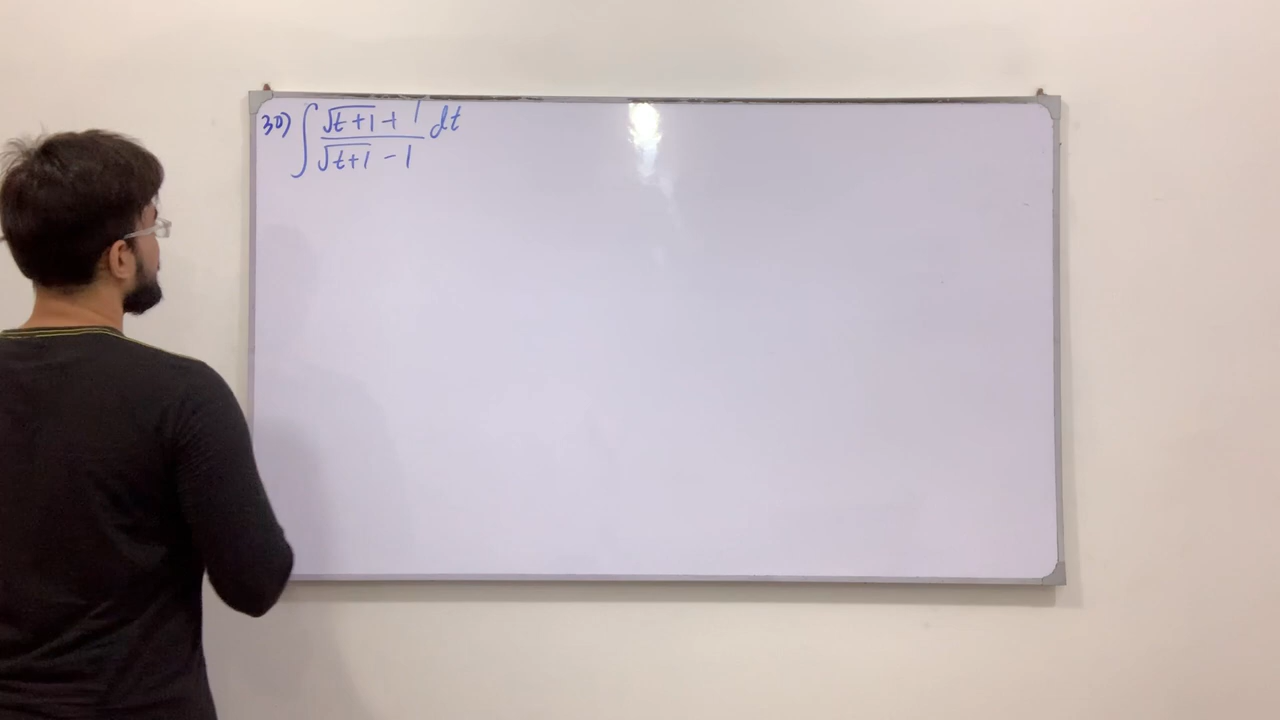 30) ∫ (√(t+1) + 1)/(√(t+1) - 1) dt